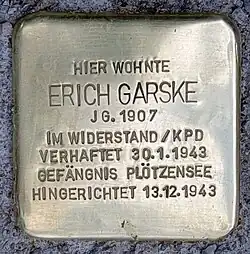 HIER WOHNTE
ERICH GARSKE
JG. 1907
IM WIDERSTAND / KPD
VERHAFTET 30.1.1943
GEFÄNGNIS PLÖTZENSEE
HINGERICHTET 13.12.1943